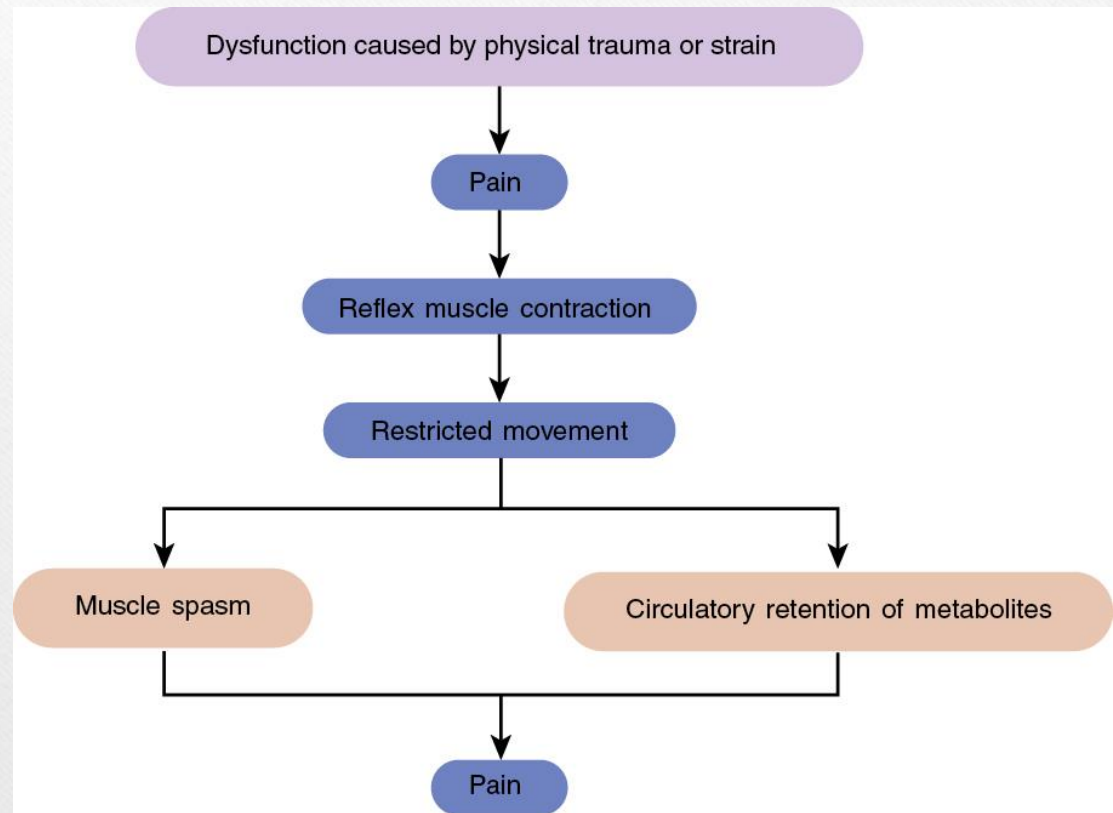 Dysfunction caused by physical trauma or strain
Pain
Reflex muscle contraction
Restricted movement
Muscle spasm
Circulatory retention of metabolites
Pain